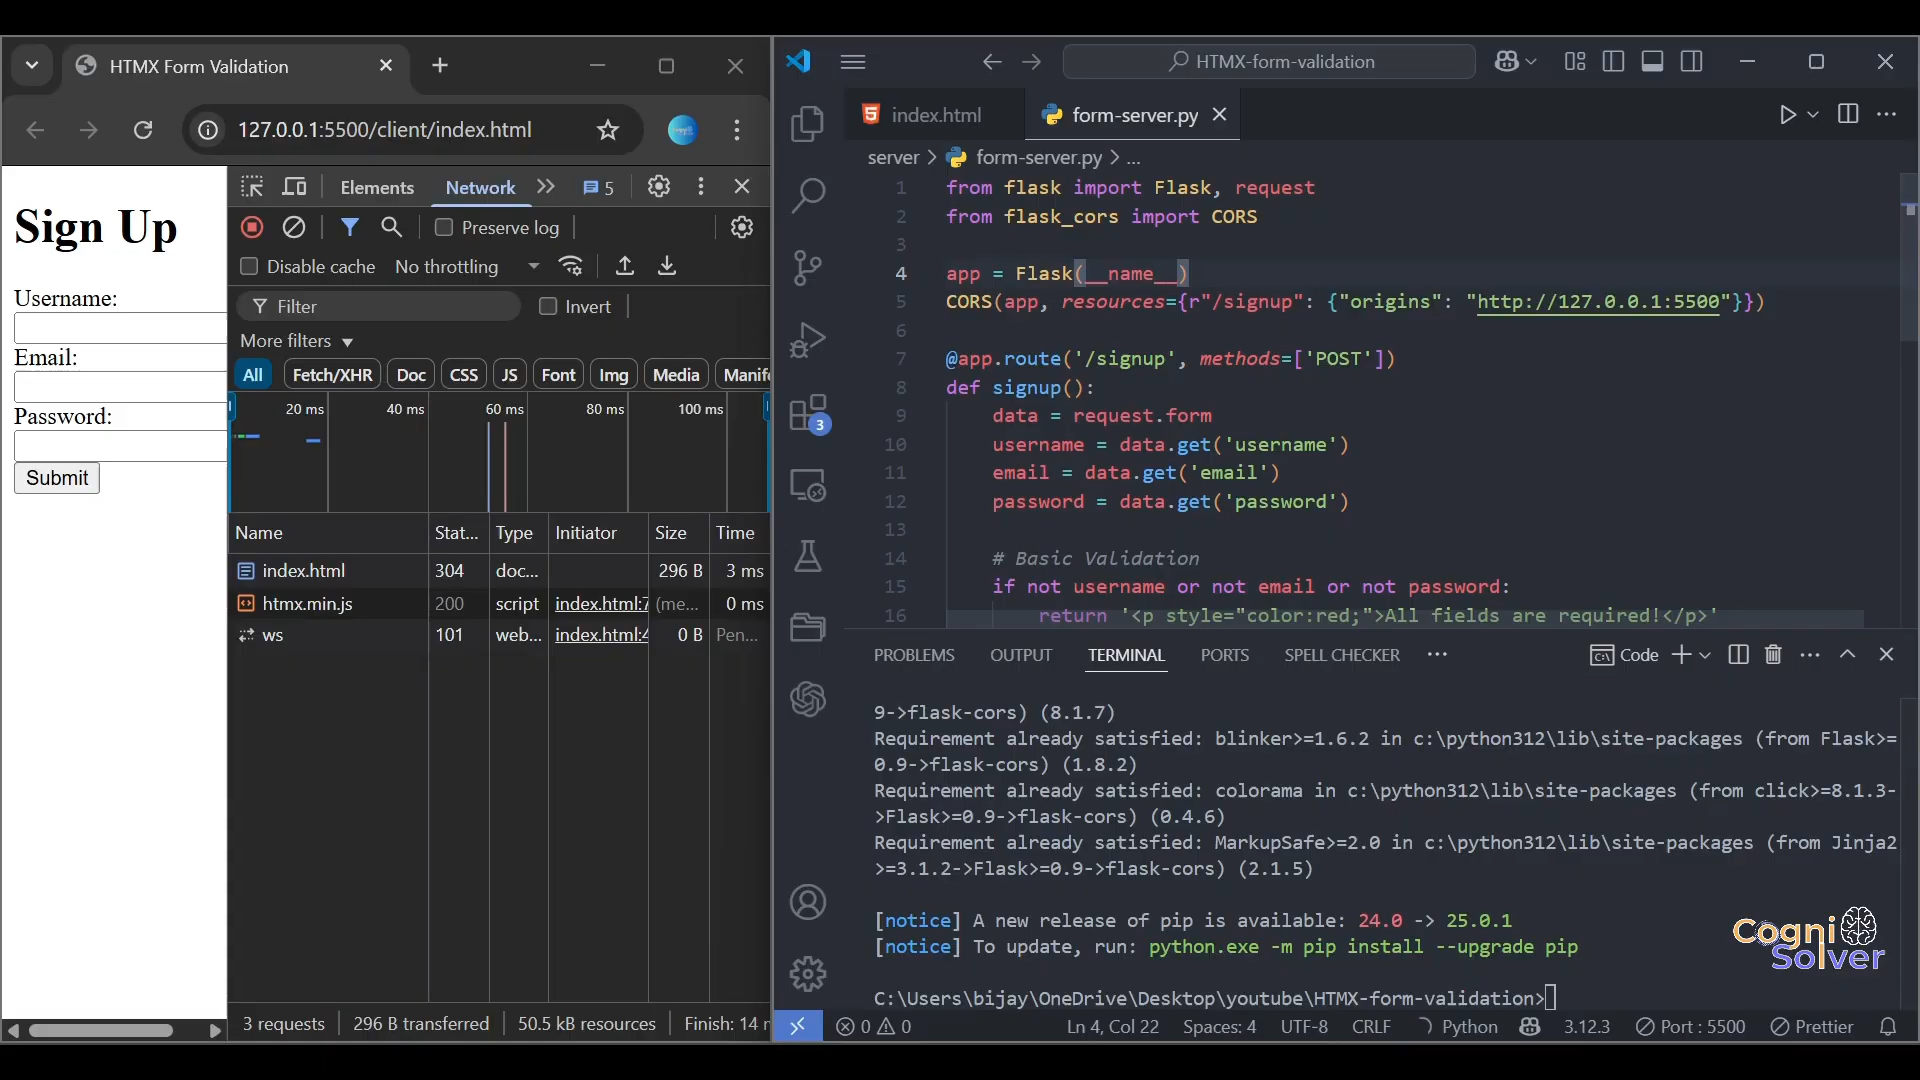 HTMX Form Validation
127.0.0.1:5500/client/index.html
Sign Up
Username:
Email:
Password:
Submit
Elements Network 5
Preserve log
Disable cache No throttling
Filter Invert
More filters
All Fetch/XHR Doc CSS JS Font Img Media Manif
20 ms 40 ms 60 ms 80 ms 100 ms
Name Stat... Type Initiator Size Time
index.html 304 doc... 296 B 3 ms
htmx.min.js 200 script index.html:7 (me... 0 ms
ws 101 web... index.html:4 0 B Pen...
3 requests 296 B transferred 50.5 kB resources Finish: 14 m
HTMX-form-validation
index.html form-server.py
server > form-server.py > ...
1 from flask import Flask, request
2 from flask_cors import CORS
3
4 app = Flask(__name__)
5 CORS(app, resources={r"/signup": {"origins": "http://127.0.0.1:5500"}})
6
7 @app.route('/signup', methods=['POST'])
8 def signup():
9 data = request.form
10 username = data.get('username')
11 email = data.get('email')
12 password = data.get('password')
13
14 # Basic Validation
15 if not username or not email or not password:
16 return '<p style="color:red;">All fields are required!</p>'
3
PROBLEMS OUTPUT TERMINAL PORTS SPELL CHECKER ... Code
9->flask-cors) (8.1.7)
Requirement already satisfied: blinker>=1.6.2 in c:\python312\lib\site-packages (from Flask>=
0.9->flask-cors) (1.8.2)
Requirement already satisfied: colorama in c:\python312\lib\site-packages (from click>=8.1.3-
>Flask>=0.9->flask-cors) (0.4.6)
Requirement already satisfied: MarkupSafe>=2.0 in c:\python312\lib\site-packages (from Jinja2
>=3.1.2->Flask>=0.9->flask-cors) (2.1.5)
[notice] A new release of pip is available: 24.0 -> 25.0.1
[notice] To update, run: python.exe -m pip install --upgrade pip
C:\Users\bijay\OneDrive\Desktop\youtube\HTMX-form-validation>
Cogni
Solver
0 0 Ln 4, Col 22 Spaces: 4 UTF-8 CRLF Python 3.12.3 Port : 5500 Prettier